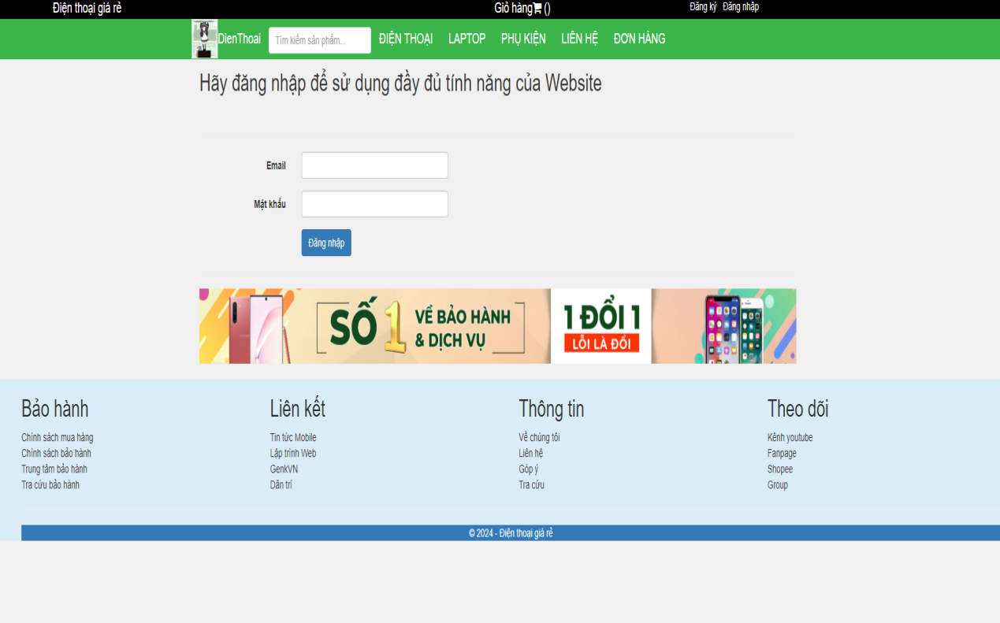 Điện thoại giá rẻ
Giỏ hàng ()
Đăng ký Đăng nhập
DienThoai
Tìm kiếm sản phẩm...
ĐIỆN THOẠI LAPTOP PHỤ KIỆN LIÊN HỆ ĐƠN HÀNG
Hãy đăng nhập để sử dụng đầy đủ tính năng của Website
Email
Mật khẩu
Đăng nhập
SỐ 1 VỀ BẢO HÀNH
& DỊCH VỤ
1 ĐỔI 1
LỖI LÀ ĐỔI
Bảo hành
Chính sách mua hàng
Chính sách bảo hành
Trung tâm bảo hành
Tra cứu bảo hành
Liên kết
Tin tức Mobile
Lập trình Web
GenkVN
Dân trí
Thông tin
Về chúng tôi
Liên hệ
Góp ý
Tra cứu
Theo dõi
Kênh youtube
Fanpage
Shopee
Group
© 2024 - Điện thoại giá rẻ